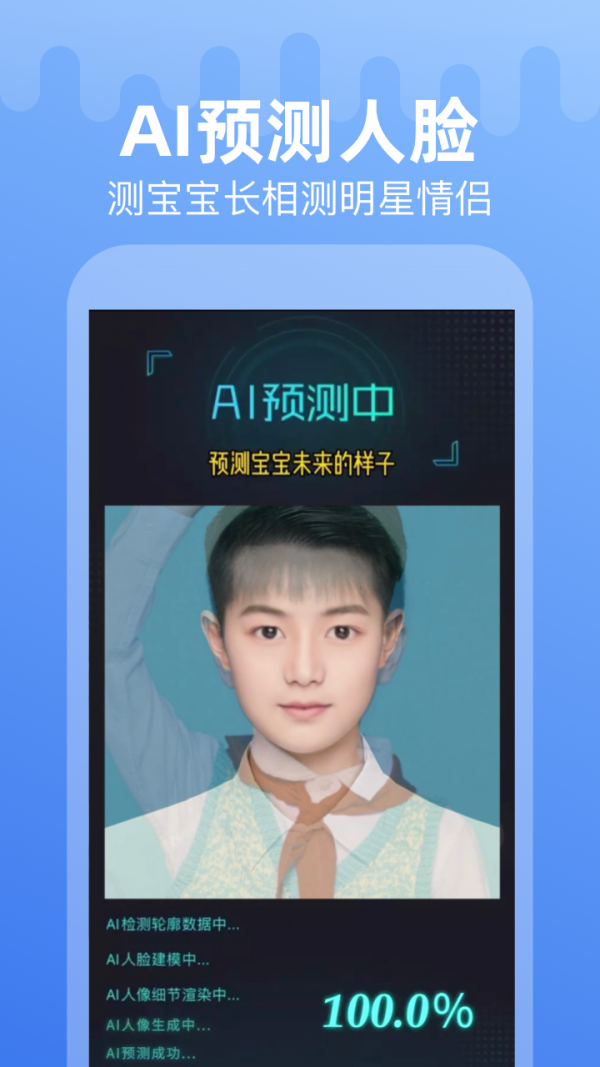 AI预测人脸
测宝宝长相测明星情侣
AI预测中
预测宝宝未来的样子
AI检测轮廓数据中...
AI人脸建模中...
AI人像细节渲染中...
100.0%
AI人像生成中...
AI预测成功...